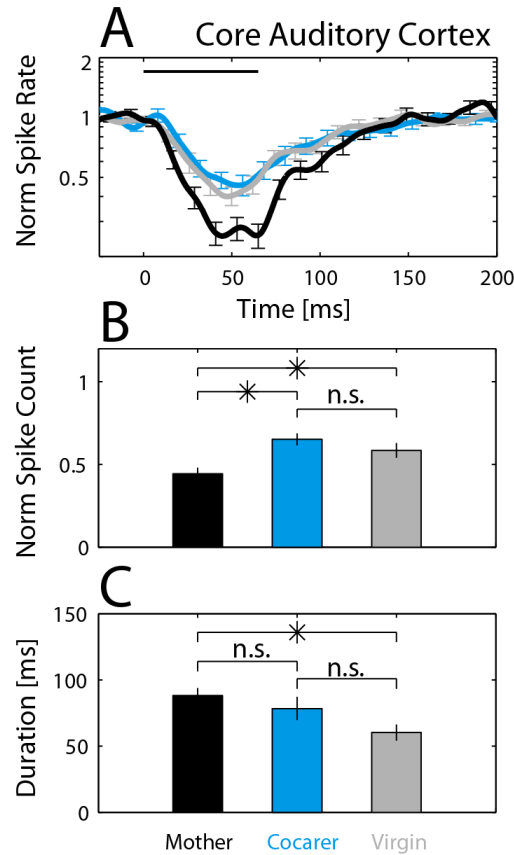 A
Core Auditory Cortex
Norm Spike Rate
2
1
0.5
0 50 100 150 200
Time [ms]
B
Norm Spike Count
1
0.5
0
n.s.
C
Duration [ms]
150
100
50
0
n.s.
n.s.
Mother Cocarer Virgin